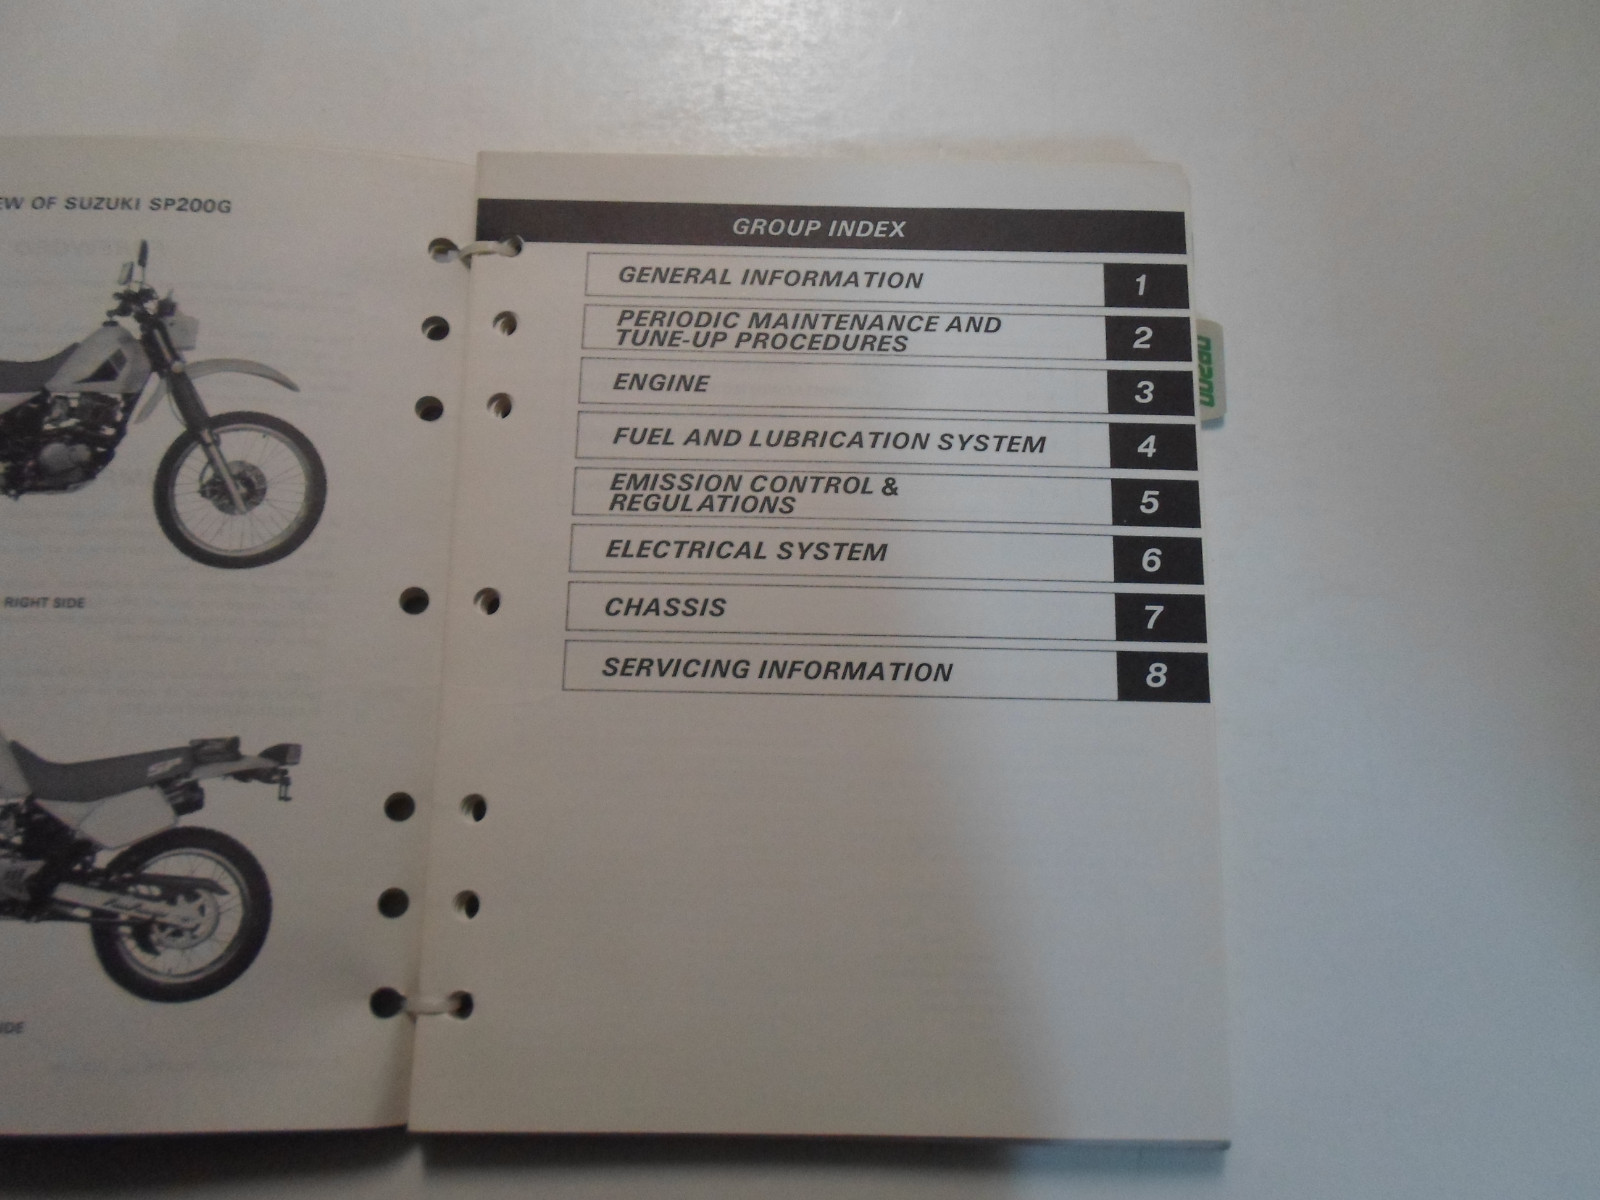 EW OF SUZUKI SP200G
RIGHT SIDE
IDE
GROUP INDEX
GENERAL INFORMATION 1
PERIODIC MAINTENANCE AND
TUNE-UP PROCEDURES 2
ENGINE 3
FUEL AND LUBRICATION SYSTEM 4
EMISSION CONTROL &
REGULATIONS 5
ELECTRICAL SYSTEM 6
CHASSIS 7
SERVICING INFORMATION 8